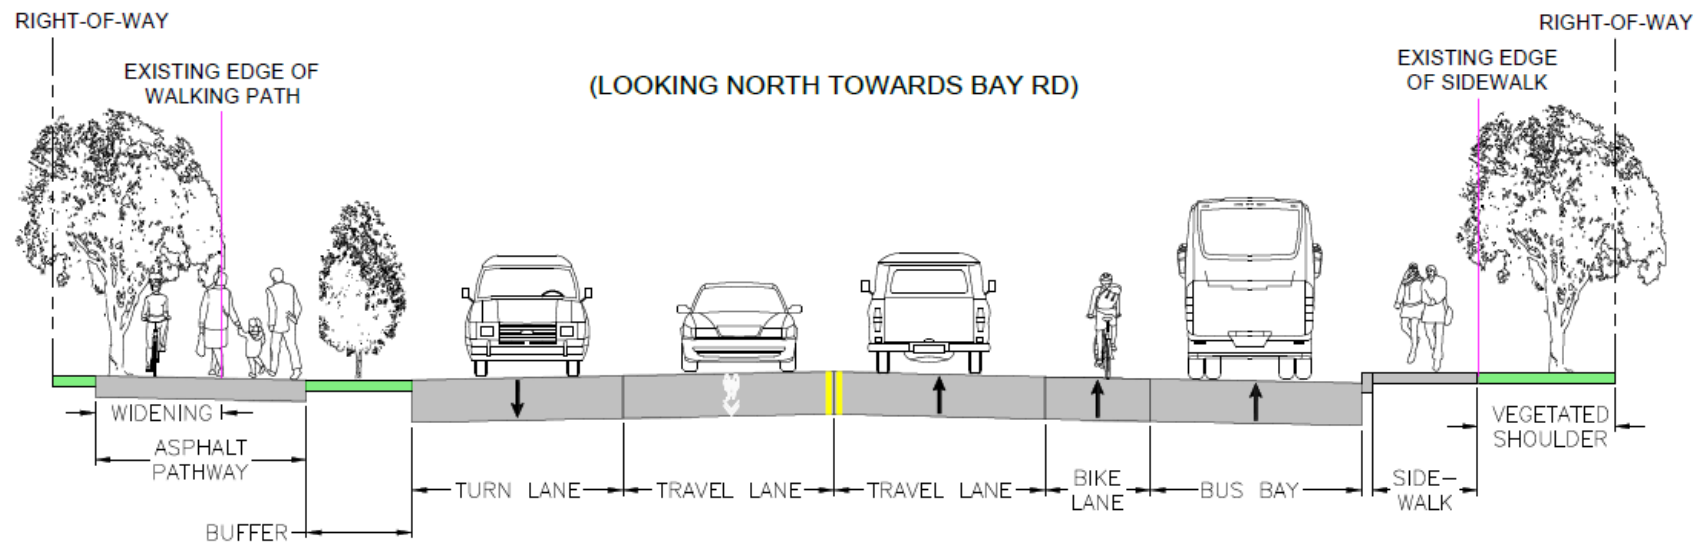 RIGHT-OF-WAY
RIGHT-OF-WAY
EXISTING EDGE OF
WALKING PATH
(LOOKING NORTH TOWARDS BAY RD)
EXISTING EDGE
OF SIDEWALK
WIDENING
ASPHALT
PATHWAY
BUFFER
TURN LANE
TRAVEL LANE
TRAVEL LANE
BIKE
LANE
BUS BAY
SIDE-
WALK
VEGETATED
SHOULDER